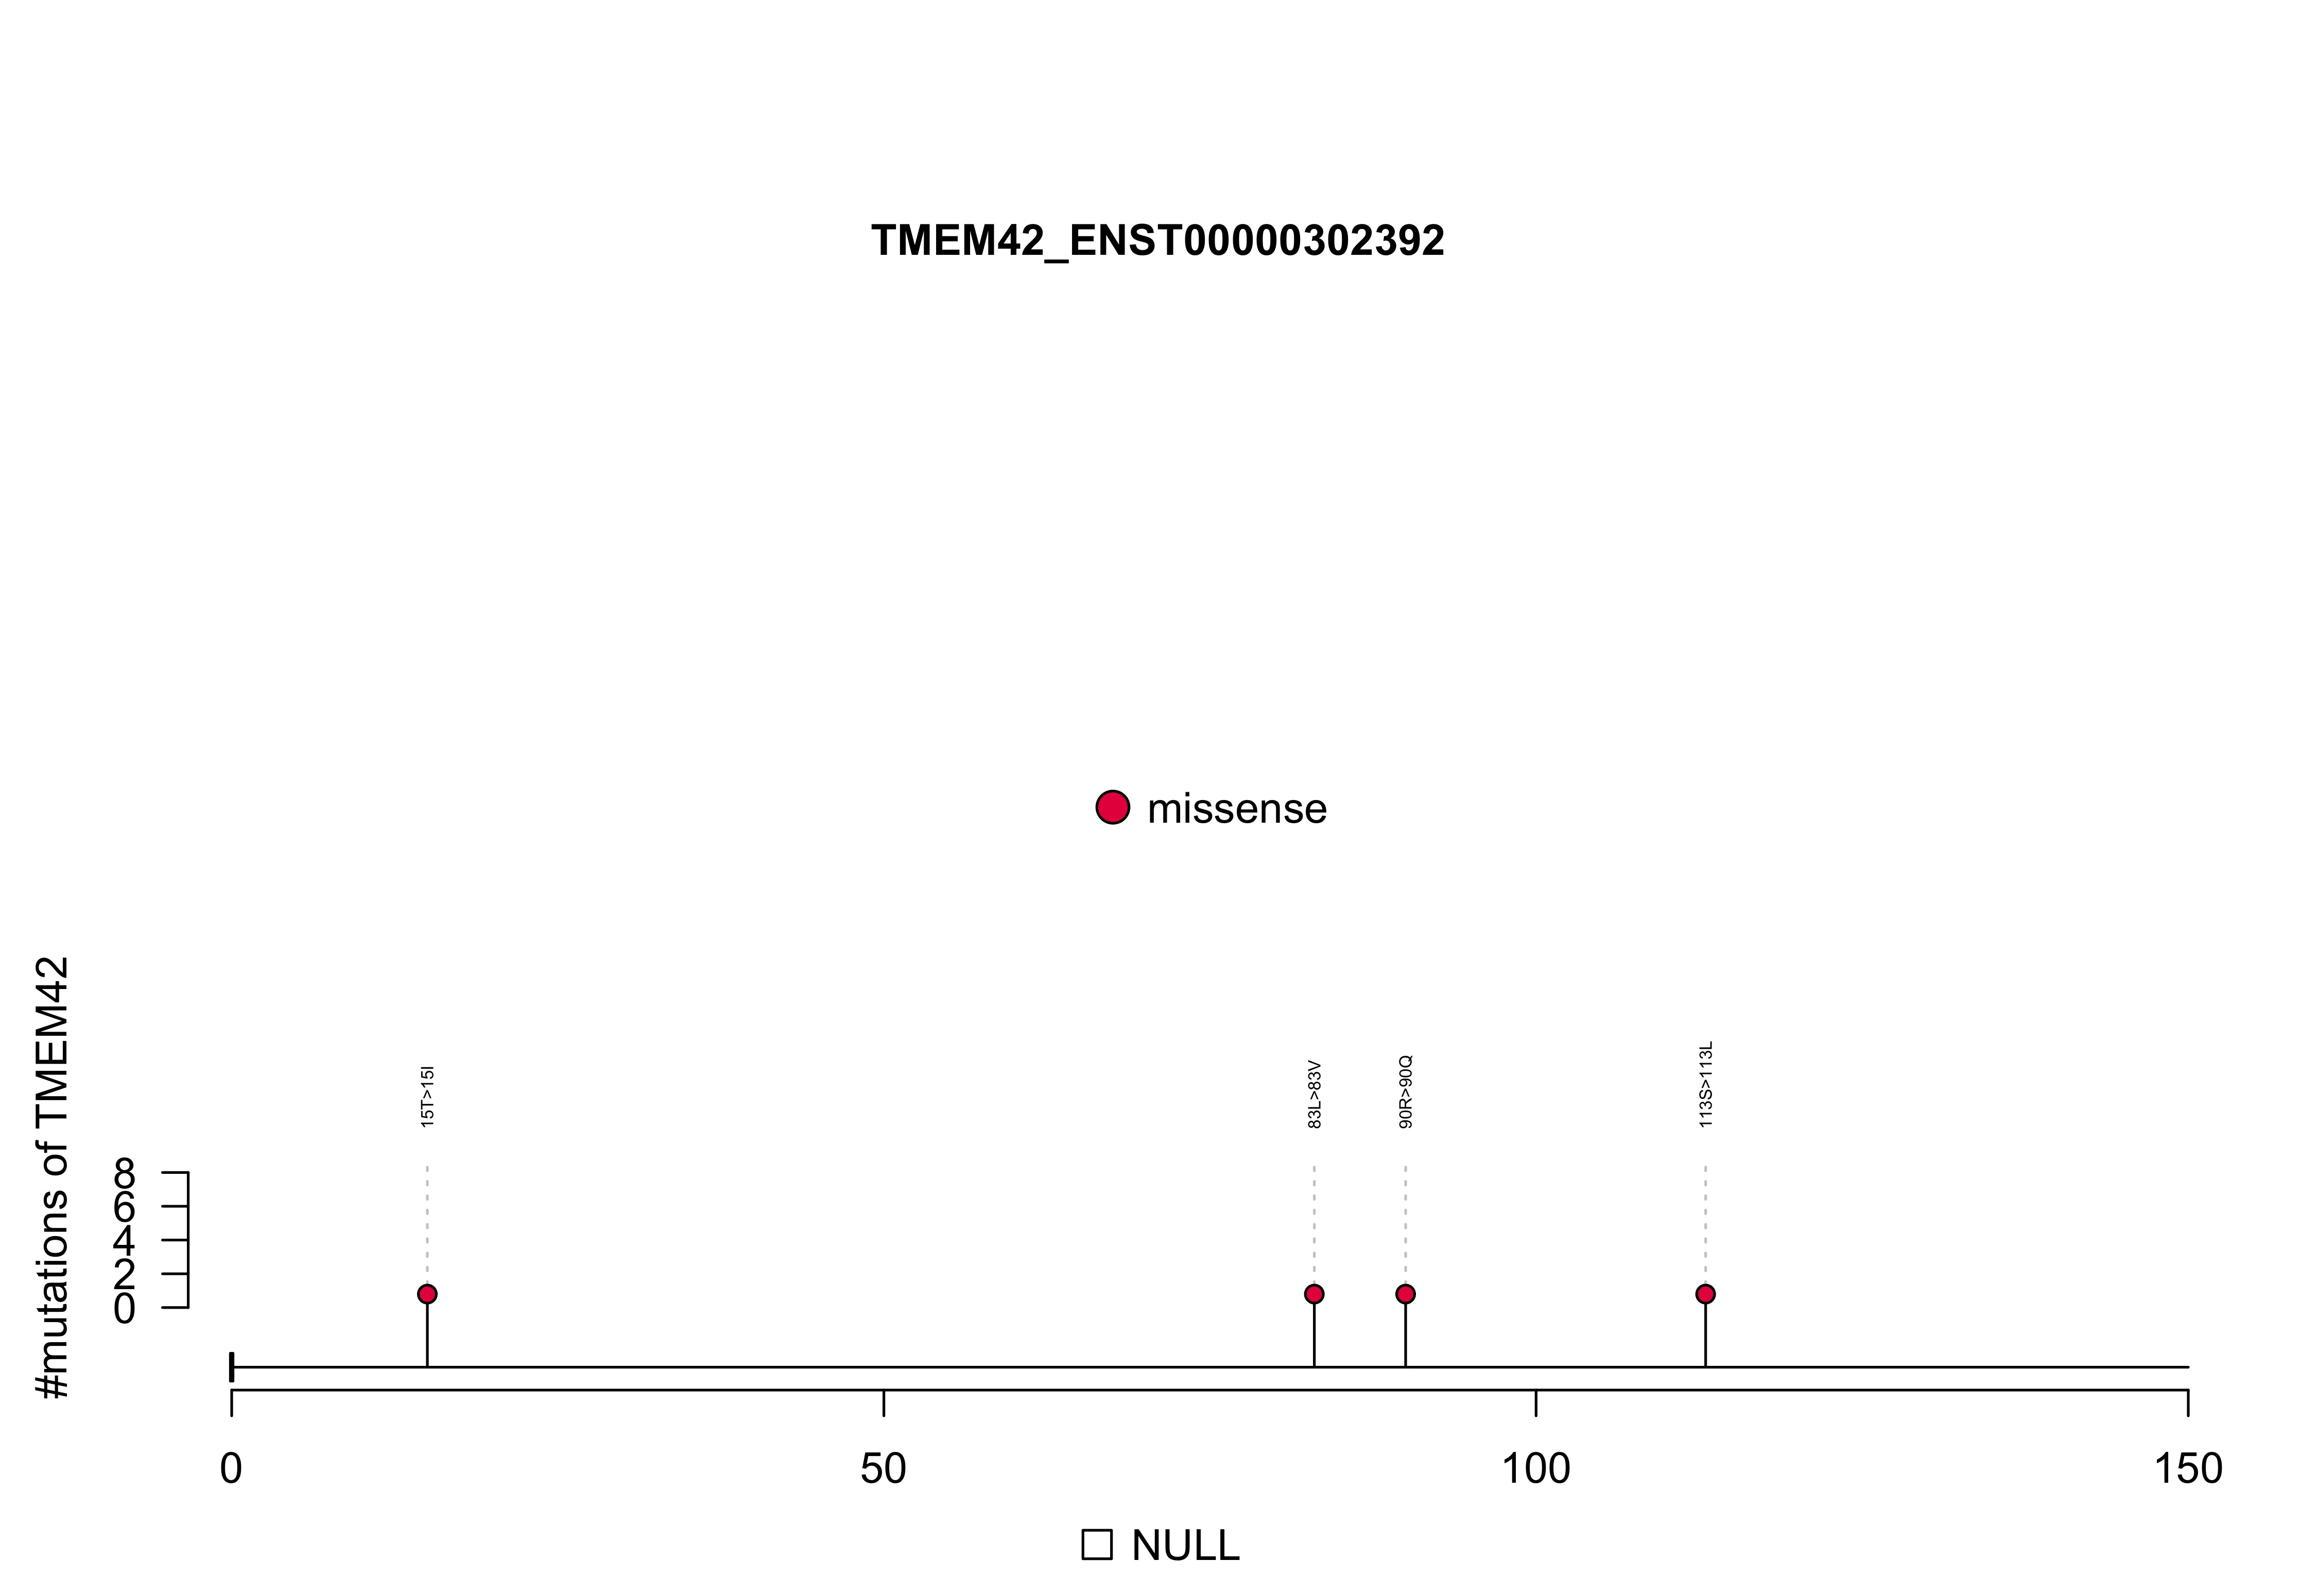 TMEM42_ENST00000302392
missense
#mutations of TMEM42
15T>15I
83L>83V
90R>90Q
113S>113L
8
6
4
2
0
0 50 100 150
NULL